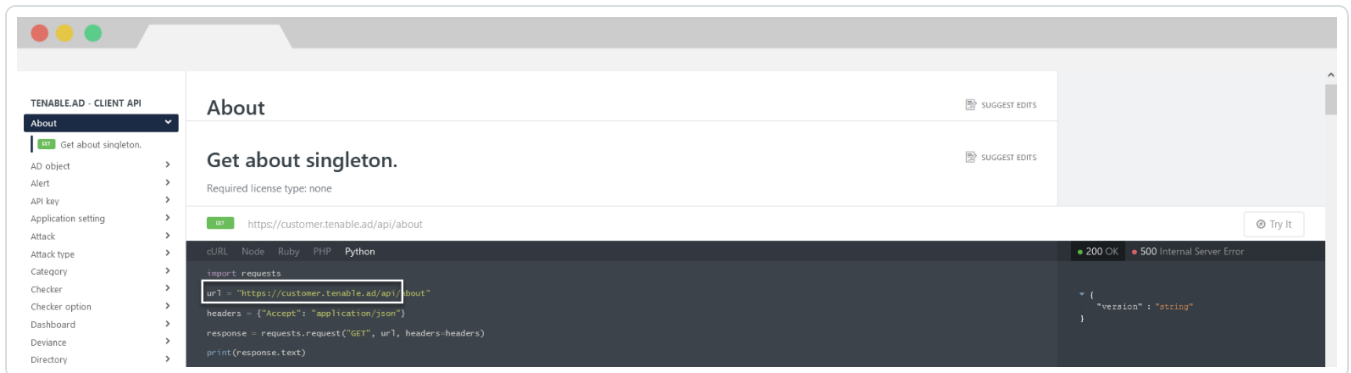 TENABLE.AD - CLIENT API
About
GET Get about singleton.
AD object
Alert
API key
Application setting
Attack
Attack type
Category
Checker
Checker option
Dashboard
Deviance
Directory
About
SUGGEST EDITS
Get about singleton.
SUGGEST EDITS
Required license type: none
GET https://customer.tenable.ad/api/about
Try It
cURL Node Ruby PHP Python
import requests
url = "https://customer.tenable.ad/api/about"
headers = {"Accept": "application/json"}
response = requests.request("GET", url, headers=headers)
print(response.text)
200 OK 500 Internal Server Error
{
"version" : "string"
}